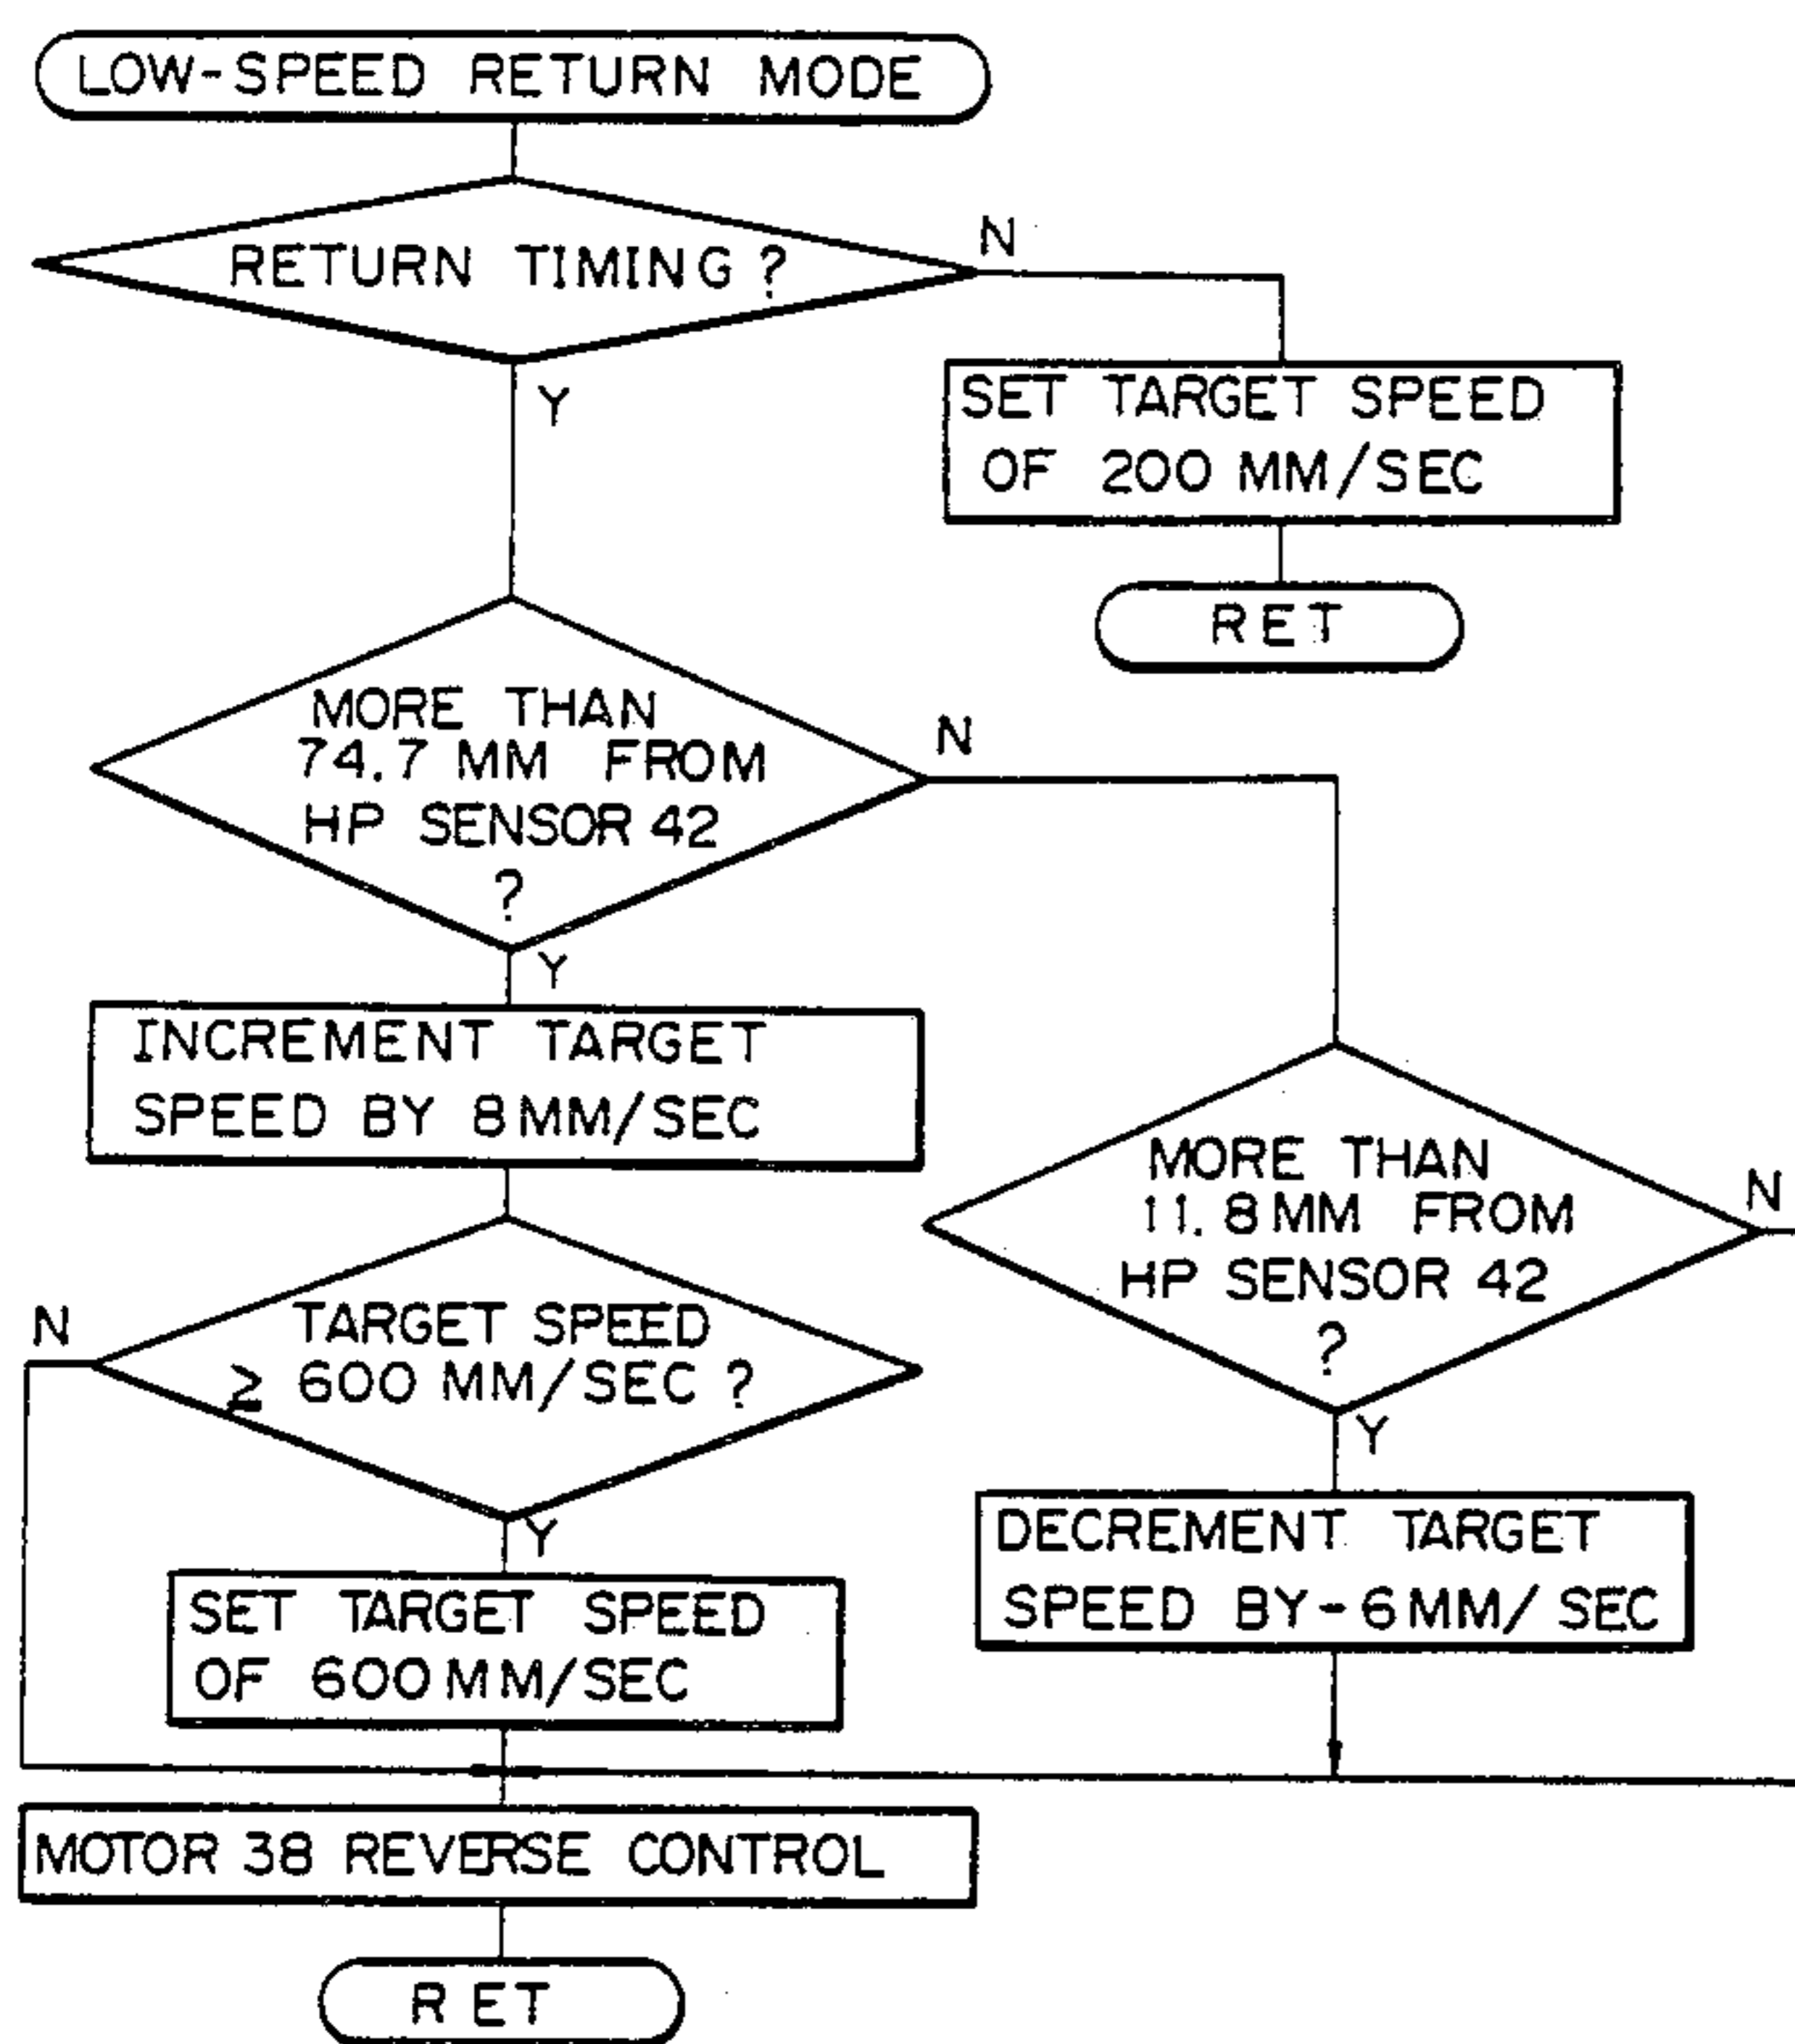 LOW-SPEED RETURN MODE
RETURN TIMING ?
N
Y
SET TARGET SPEED
OF 200 MM/SEC
RET
MORE THAN
74.7 MM FROM
HP SENSOR 42
?
N
Y
INCREMENT TARGET
SPEED BY 8 MM/SEC
MORE THAN
11.8 MM FROM
HP SENSOR 42
?
N
Y
TARGET SPEED
≥ 600 MM/SEC ?
N
Y
DECREMENT TARGET
SPEED BY -6 MM/SEC
SET TARGET SPEED
OF 600 MM/SEC
MOTOR 38 REVERSE CONTROL
RET